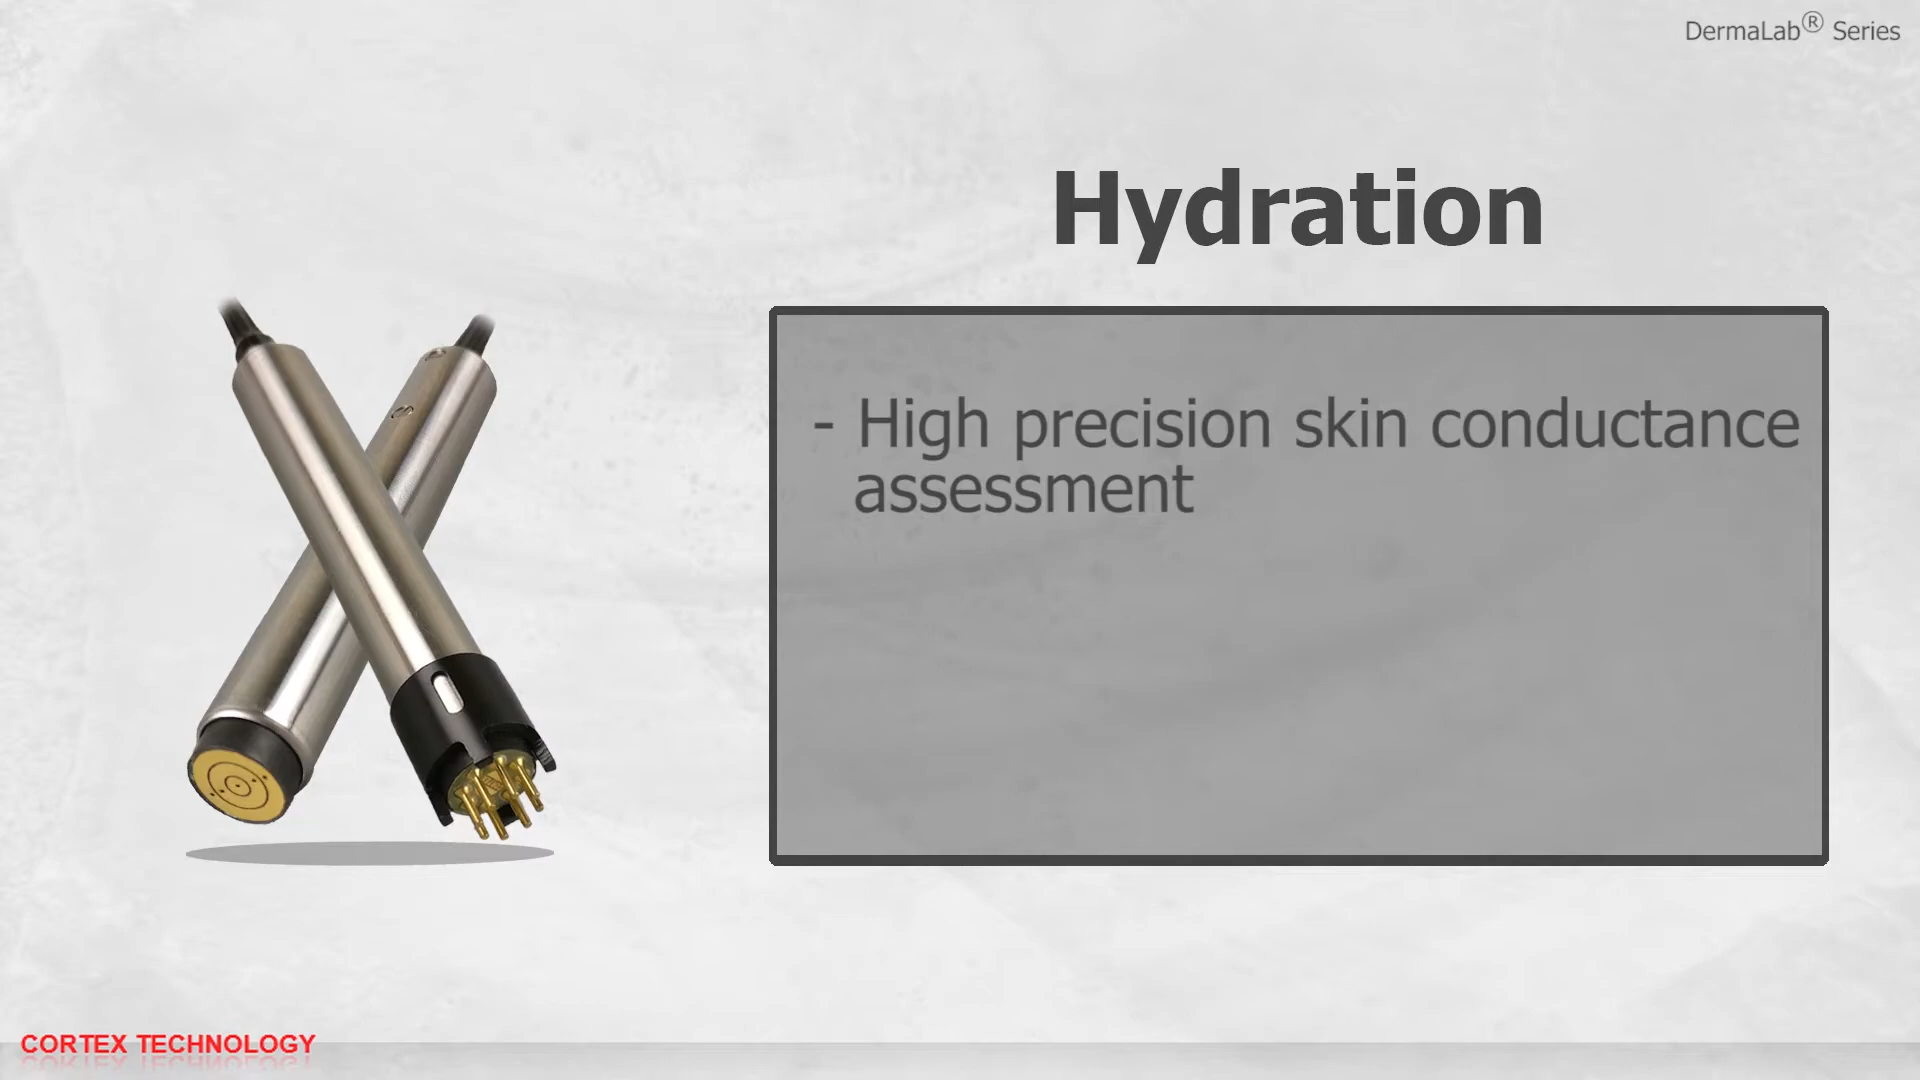 DermaLab® Series
Hydration
- High precision skin conductance
assessment
CORTEX TECHNOLOGY